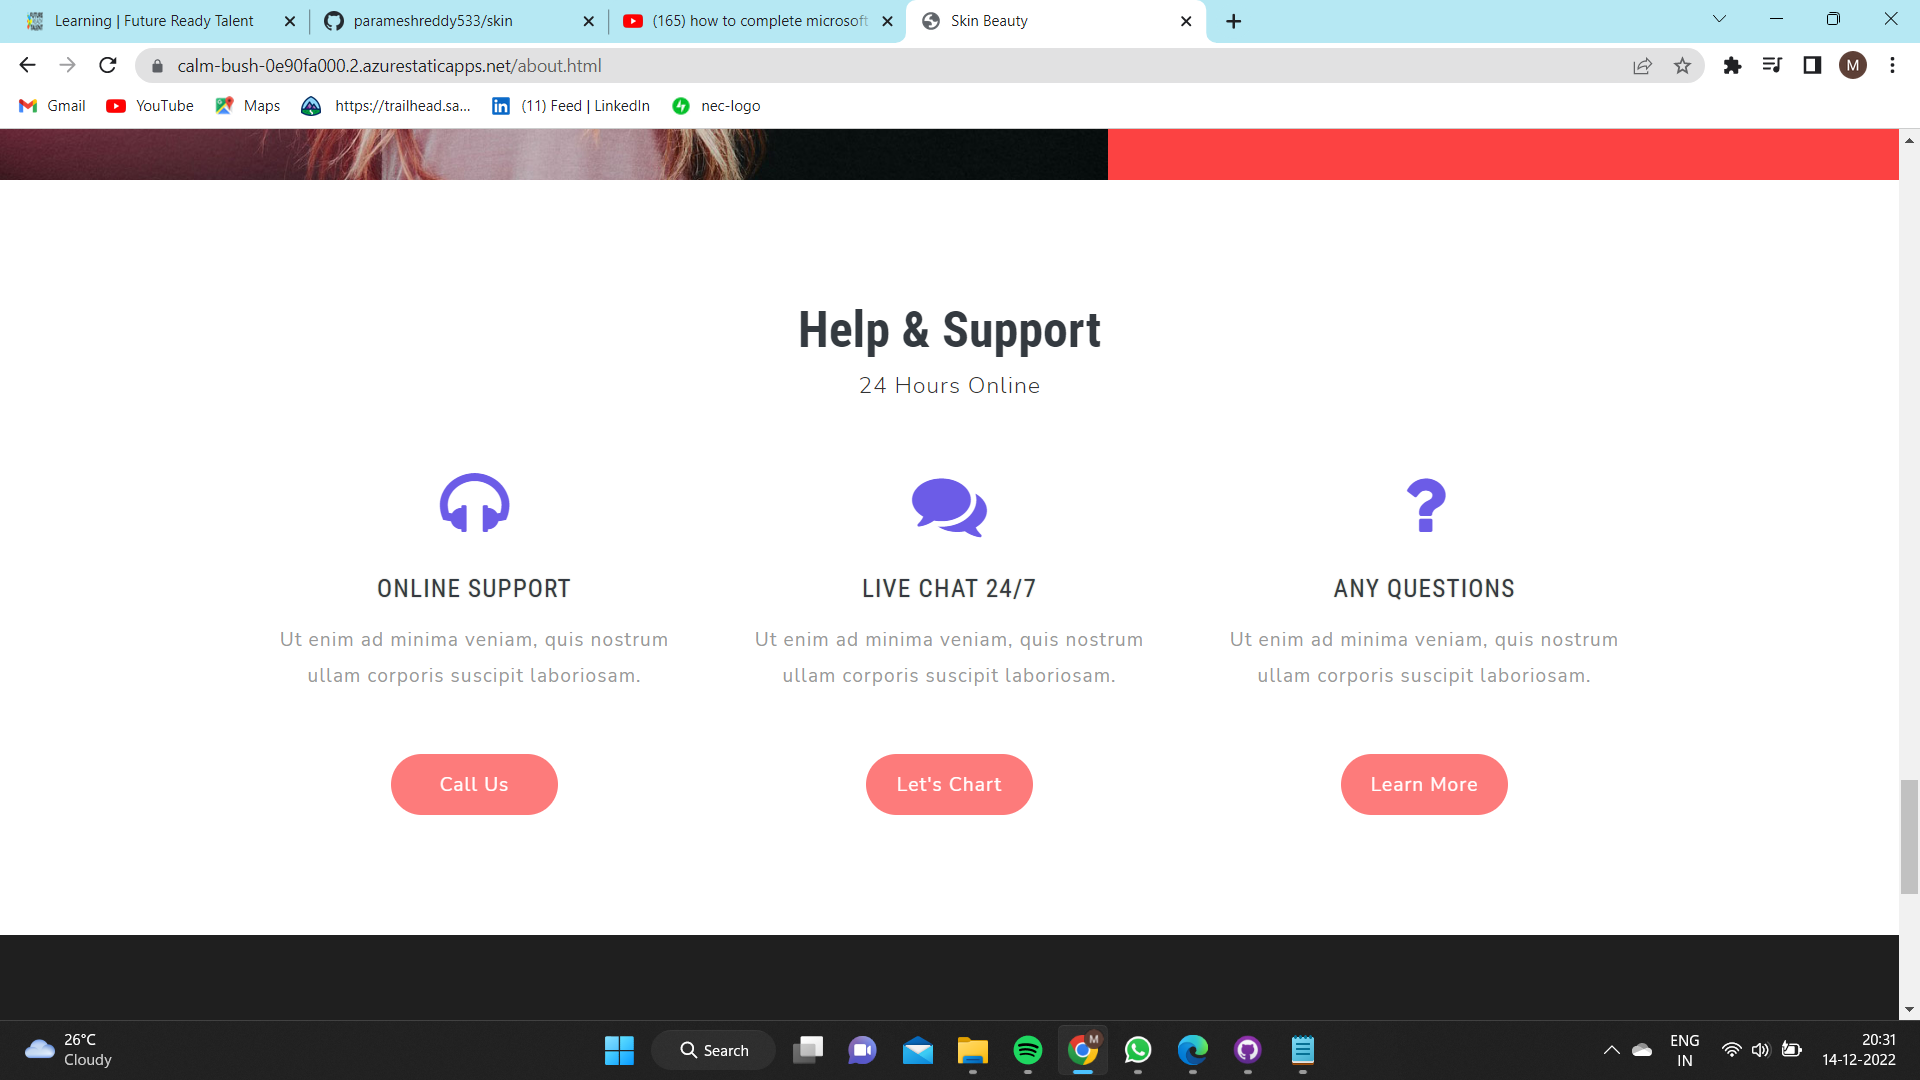 Learning | Future Ready Talent
parameshreddy533/skin
(165) how to complete microsoft
Skin Beauty
calm-bush-0e90fa000.2.azurestaticapps.net/about.html
M
Gmail
YouTube
Maps
https://trailhead.sa...
(11) Feed | LinkedIn
nec-logo
Help & Support
24 Hours Online
ONLINE SUPPORT
Ut enim ad minima veniam, quis nostrum
ullam corporis suscipit laboriosam.
Call Us
LIVE CHAT 24/7
Ut enim ad minima veniam, quis nostrum
ullam corporis suscipit laboriosam.
Let's Chart
ANY QUESTIONS
Ut enim ad minima veniam, quis nostrum
ullam corporis suscipit laboriosam.
Learn More
26°C
Cloudy
Search
M
ENG
IN
20:31
14-12-2022